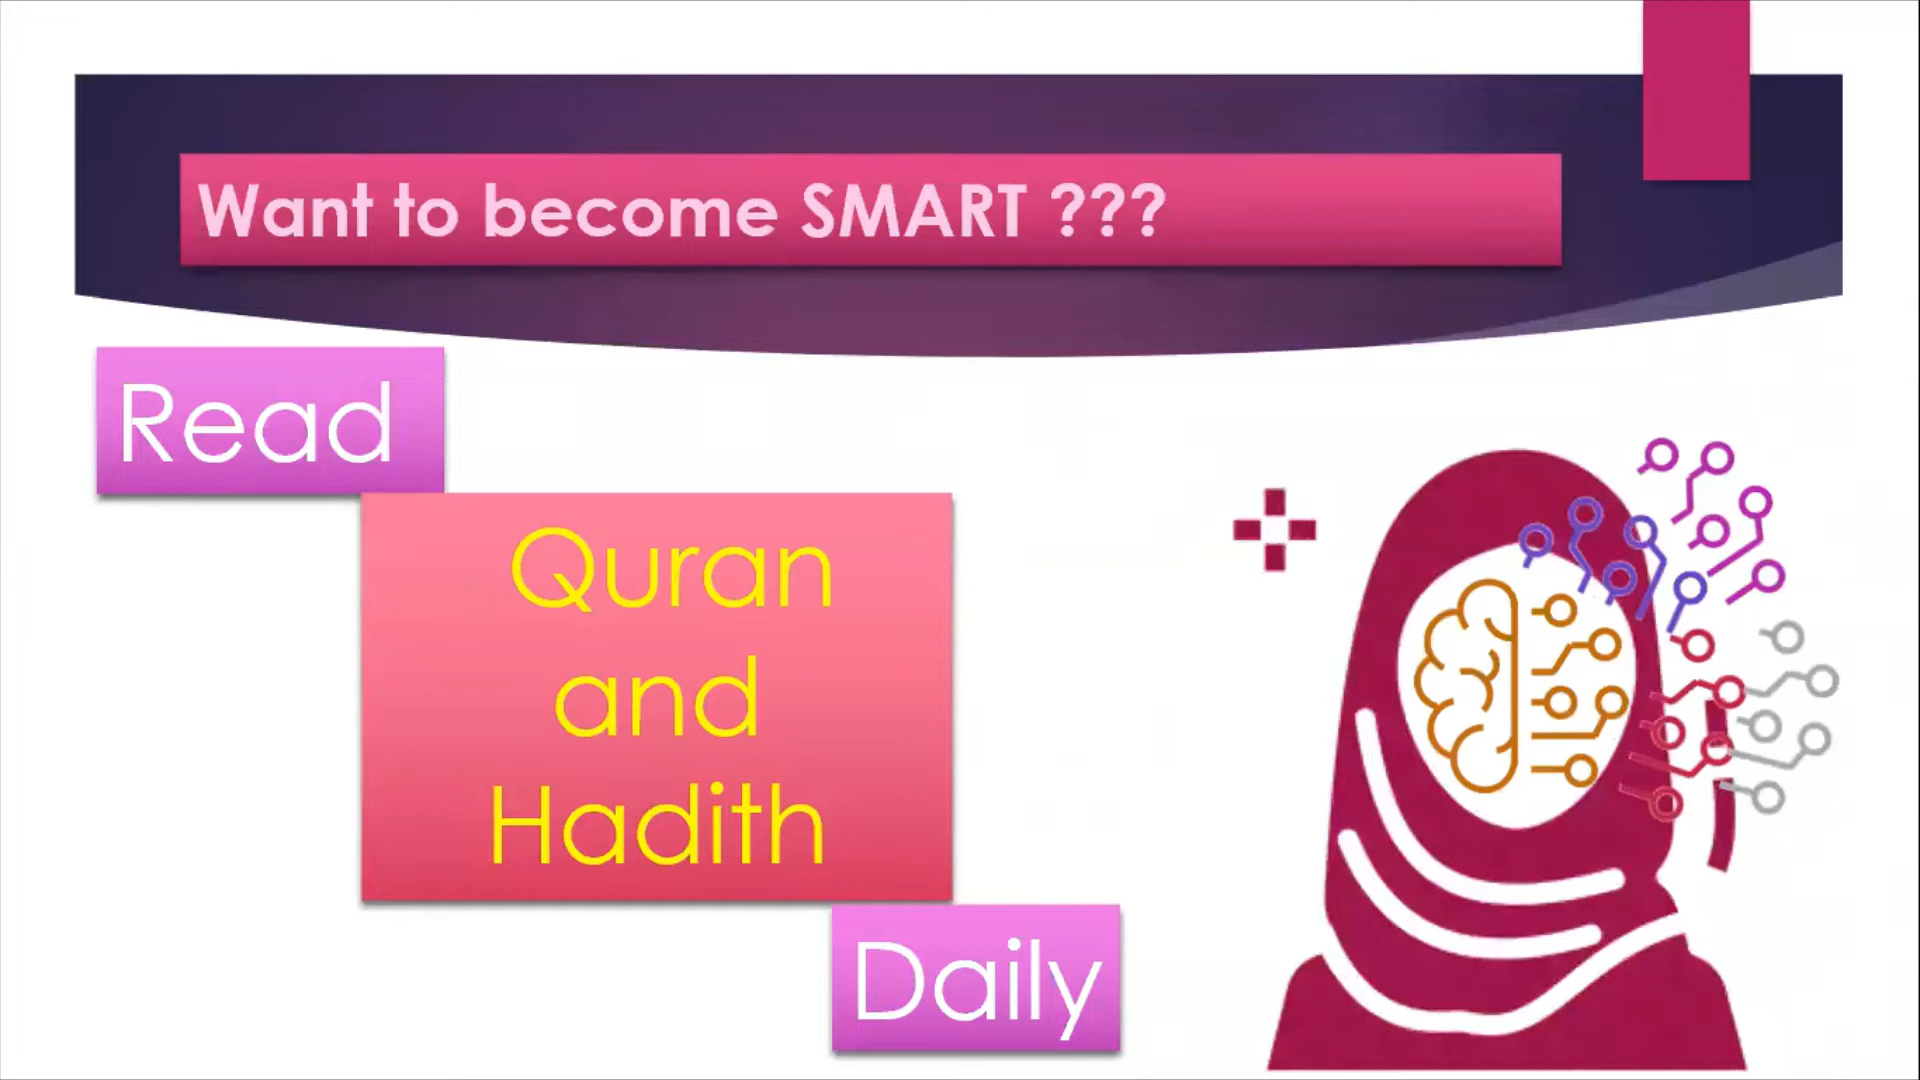 Want to become SMART ???
Read
Quran
and
Hadith
Daily